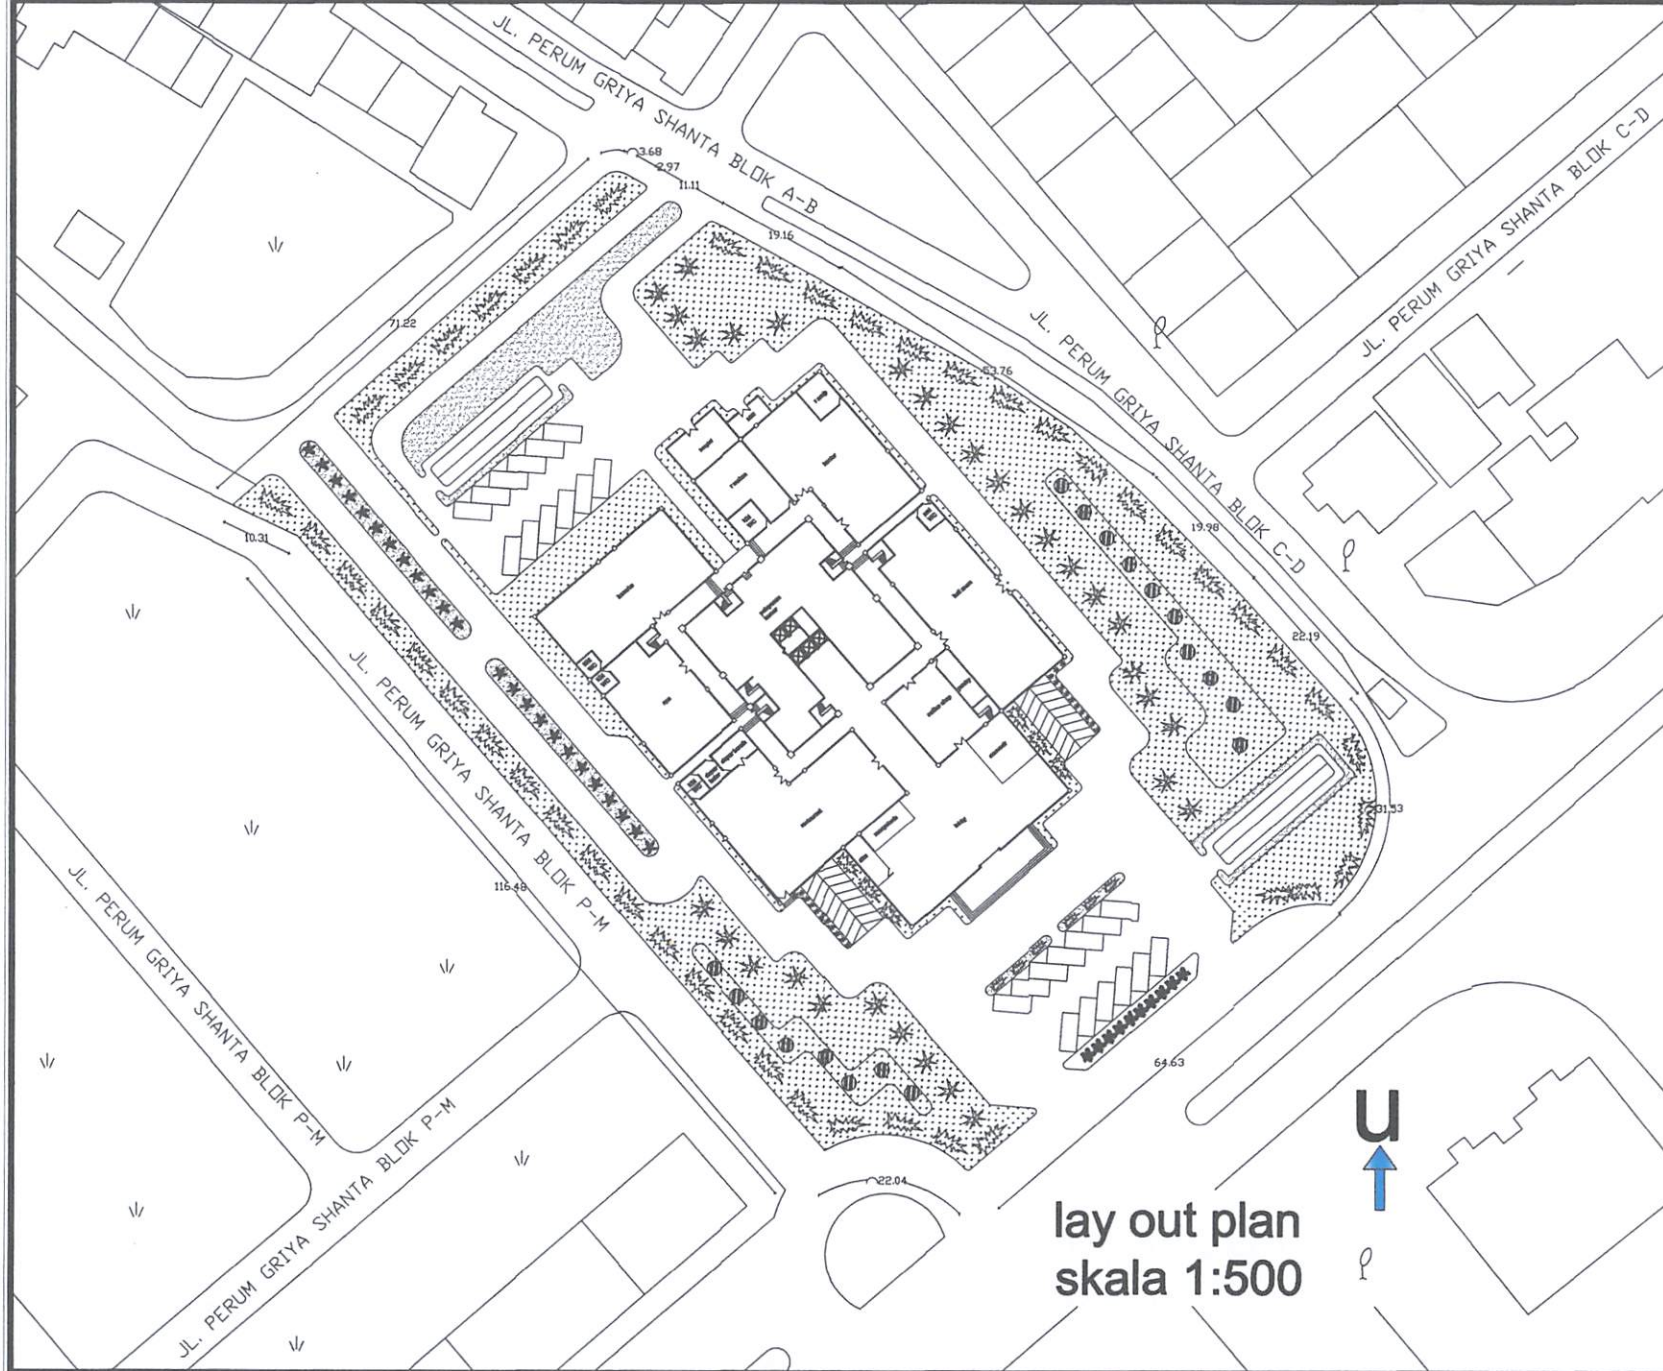 JL. PERUM GRIYA SHANTA BLOK A-B
3.68
2.97
11.11
19.16
JL. PERUM GRIYA SHANTA BLOK C-D
71.22
JL. PERUM GRIYA SHANTA BLOK C-D
53.76
10.31
19.98
22.19
JL. PERUM GRIYA SHANTA BLOK P-M
31.53
116.48
JL. PERUM GRIYA SHANTA BLOK P-M
64.63
JL. PERUM GRIYA SHANTA BLOK P-M
22.04
u
lay out plan
skala 1:500